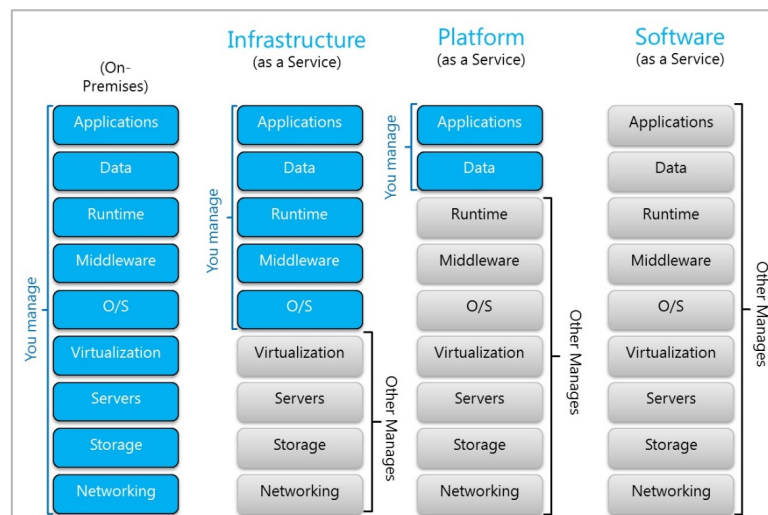 (On-
Premises)
You manage
Applications
Data
Runtime
Middleware
O/S
Virtualization
Servers
Storage
Networking
Infrastructure
(as a Service)
You manage
Applications
Data
Runtime
Middleware
O/S
Virtualization
Servers
Storage
Networking
Other Manages
Platform
(as a Service)
You manage
Applications
Data
Runtime
Middleware
O/S
Virtualization
Servers
Storage
Networking
Other Manages
Software
(as a Service)
Applications
Data
Runtime
Middleware
O/S
Virtualization
Servers
Storage
Networking
Other Manages